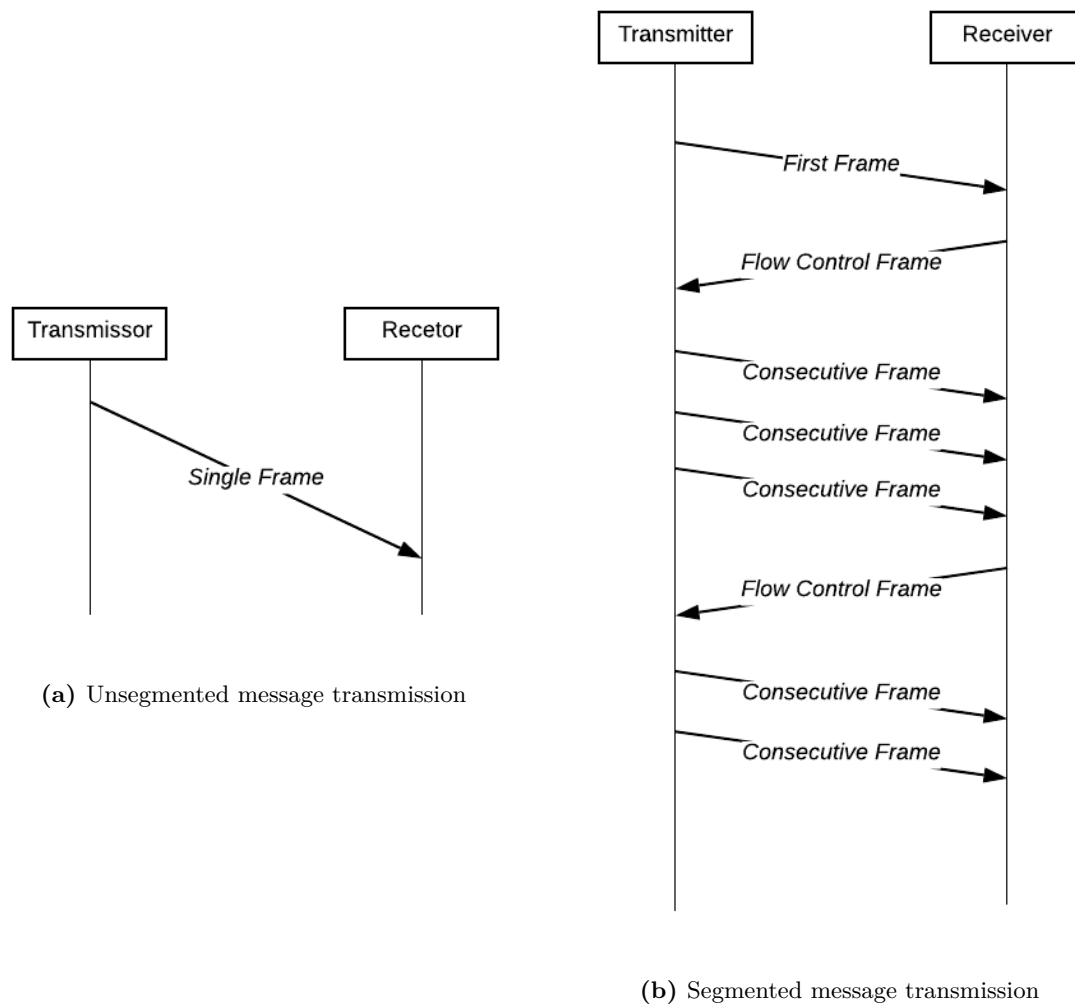 Transmissor
Recetor
Single Frame
(a) Unsegmented message transmission
Transmitter
Receiver
First Frame
Flow Control Frame
Consecutive Frame
Consecutive Frame
Consecutive Frame
Flow Control Frame
Consecutive Frame
Consecutive Frame
(b) Segmented message transmission